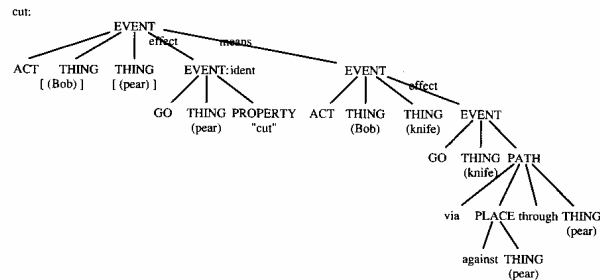 cut:
EVENT
effect means
ACT THING THING EVENT: ident EVENT
[ (Bob) ] [ (pear) ]
effect
GO THING PROPERTY ACT THING THING EVENT
(pear) "cut" (Bob) (knife)
GO THING PATH
(knife)
via PLACE through THING
(pear)
against THING
(pear)